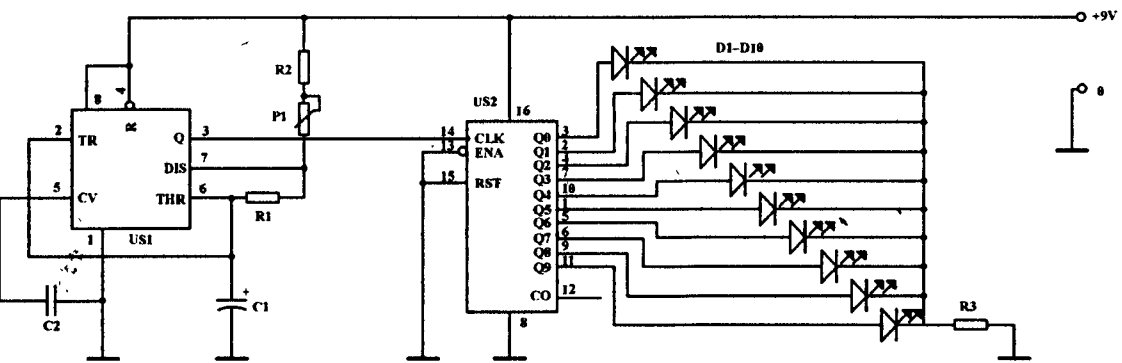 +9V
D1-D10
R2
US2
8
4
16
0
P1
R
2
TR
Q
3
14
CLK
Q0
3
13
ENA
Q1
2
7
DIS
Q2
4
Q3
7
5
CV
THR
6
15
RST
Q4
10
R1
Q5
1
Q6
5
1
US1
Q7
6
Q8
9
Q9
11
CO
12
C2
C1
+
8
R3